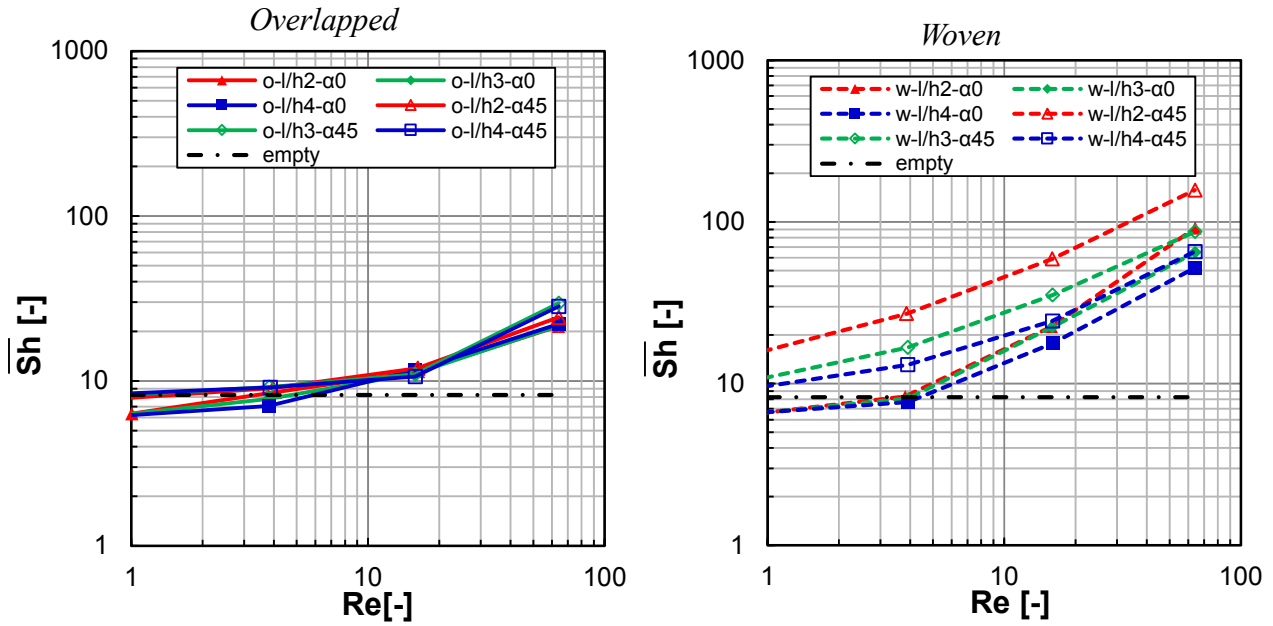 Overlapped
1000
100
10
1
Sh [-]
o-l/h2-α0 o-l/h3-α0
o-l/h4-α0 o-l/h2-α45
o-l/h3-α45 o-l/h4-α45
empty
1 10 100
Re[-]
Woven
1000
100
10
1
Sh [-]
w-l/h2-α0 w-l/h3-α0
w-l/h4-α0 w-l/h2-α45
w-l/h3-α45 w-l/h4-α45
empty
1 10 100
Re [-]